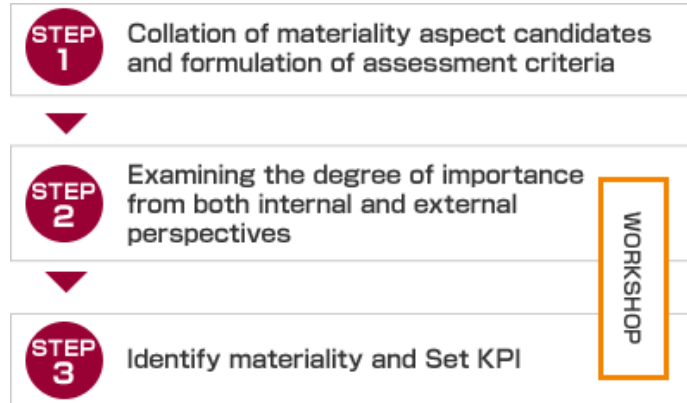 STEP
1
Collation of materiality aspect candidates
and formulation of assessment criteria
STEP
2
Examining the degree of importance
from both internal and external
perspectives
WORKSHOP
STEP
3
Identify materiality and Set KPI